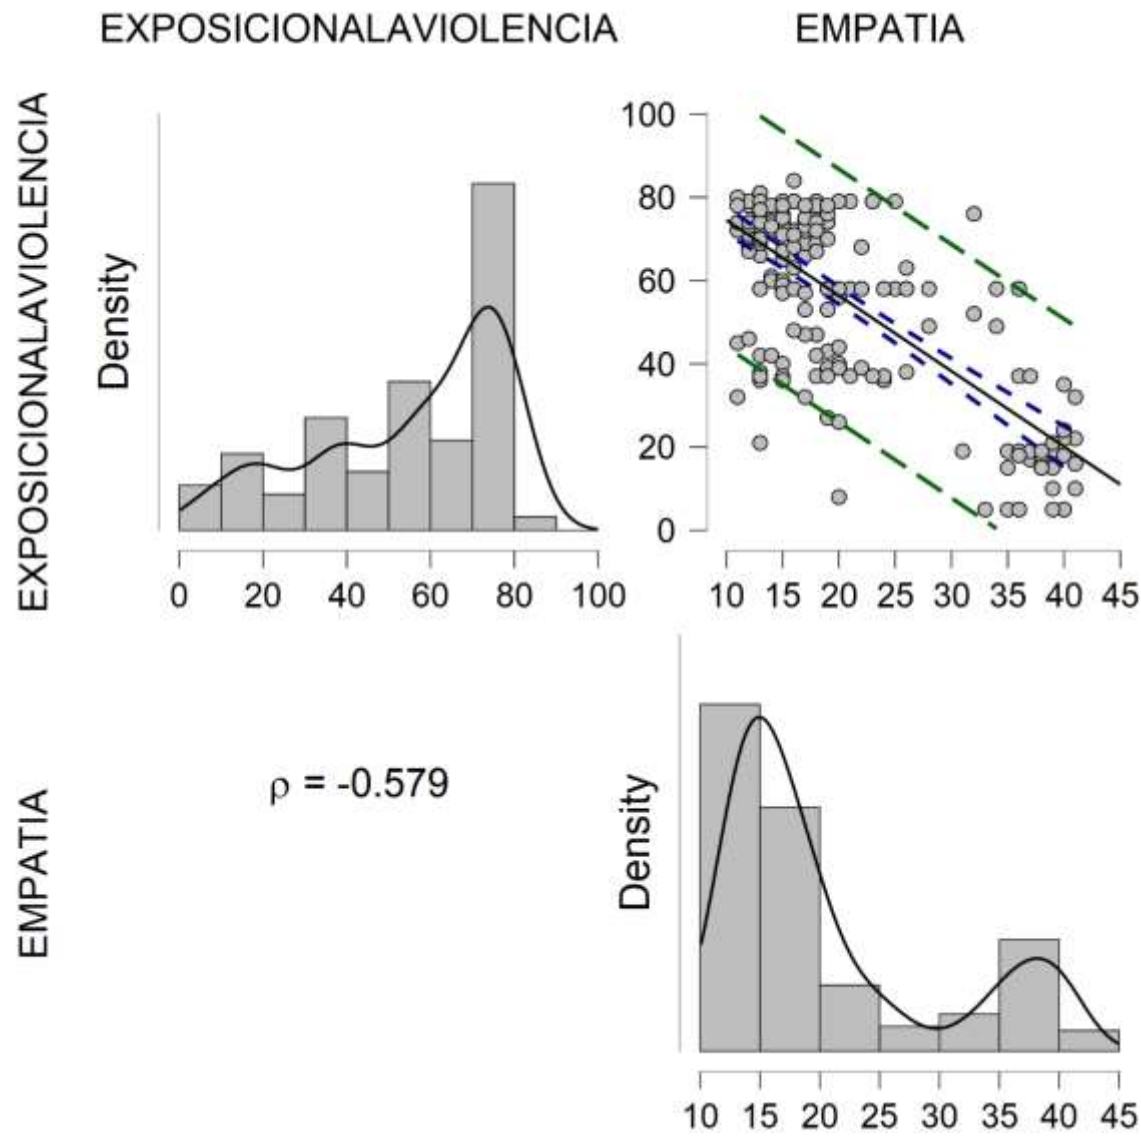 EXPOSICIONALAVIOLENCIA
EMPATIA
EXPOSICIONALAVIOLENCIA
Density
0 20 40 60 80 100
100
80
60
40
20
0
10 15 20 25 30 35 40 45
EMPATIA
ρ = -0.579
Density
10 15 20 25 30 35 40 45